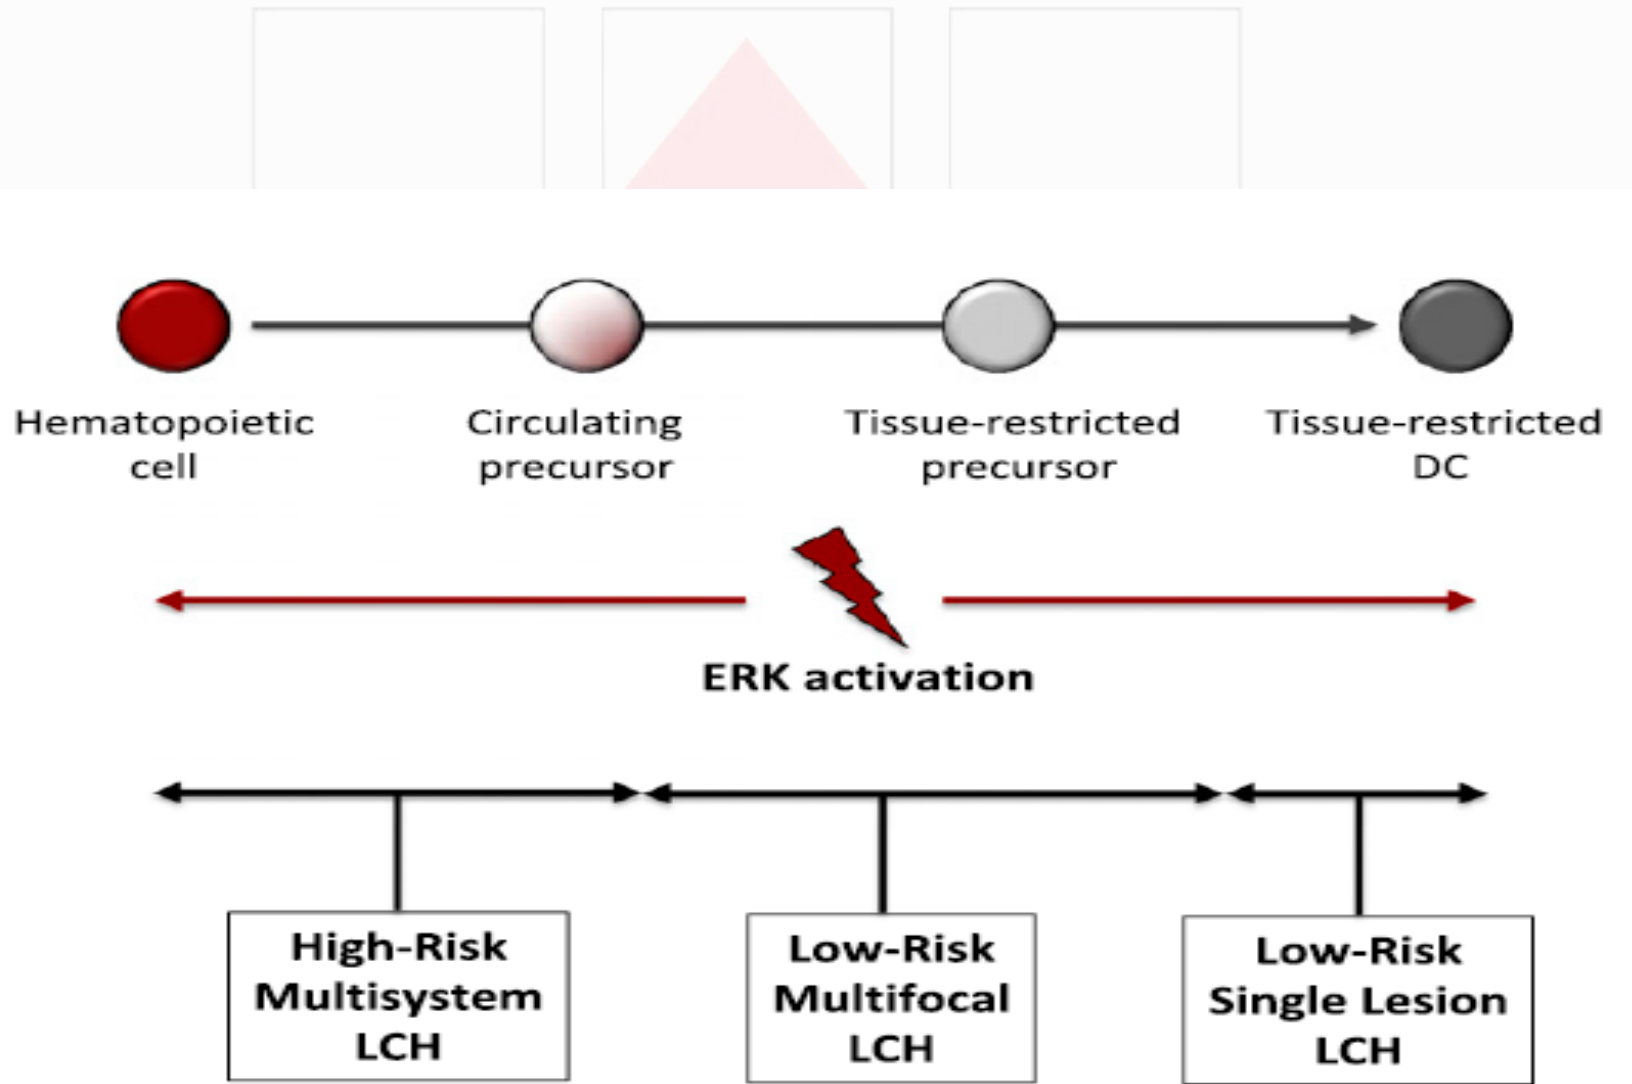 Hematopoietic
cell
Circulating
precursor
Tissue-restricted
precursor
Tissue-restricted
DC
ERK activation
High-Risk
Multisystem
LCH
Low-Risk
Multifocal
LCH
Low-Risk
Single Lesion
LCH